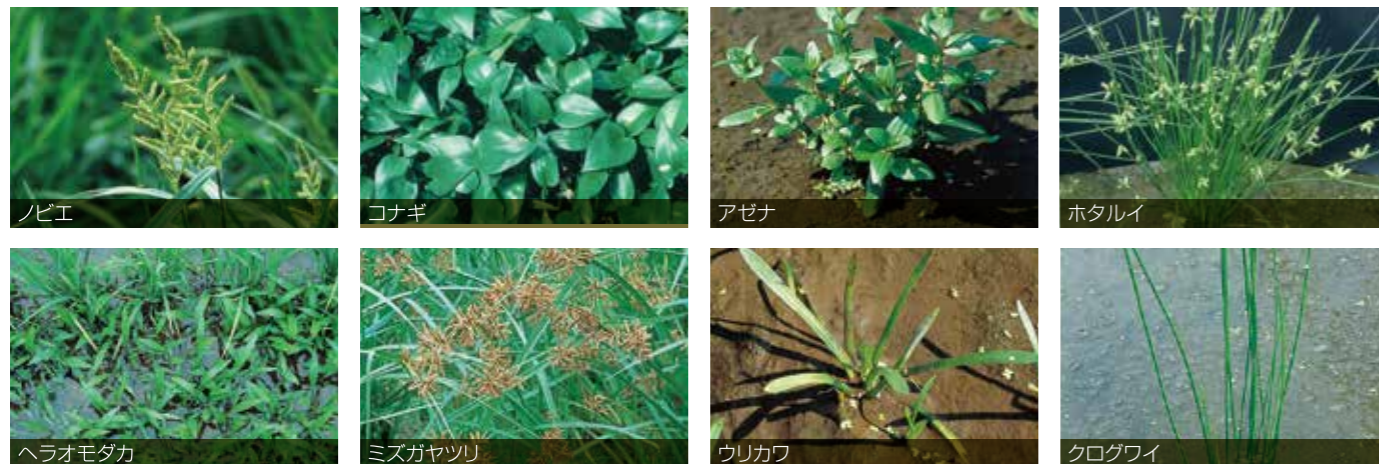 ノビエ
コナギ
アゼナ
ホタルイ
ヘラオモダカ
ミズガヤツリ
ウリカワ
クログワイ